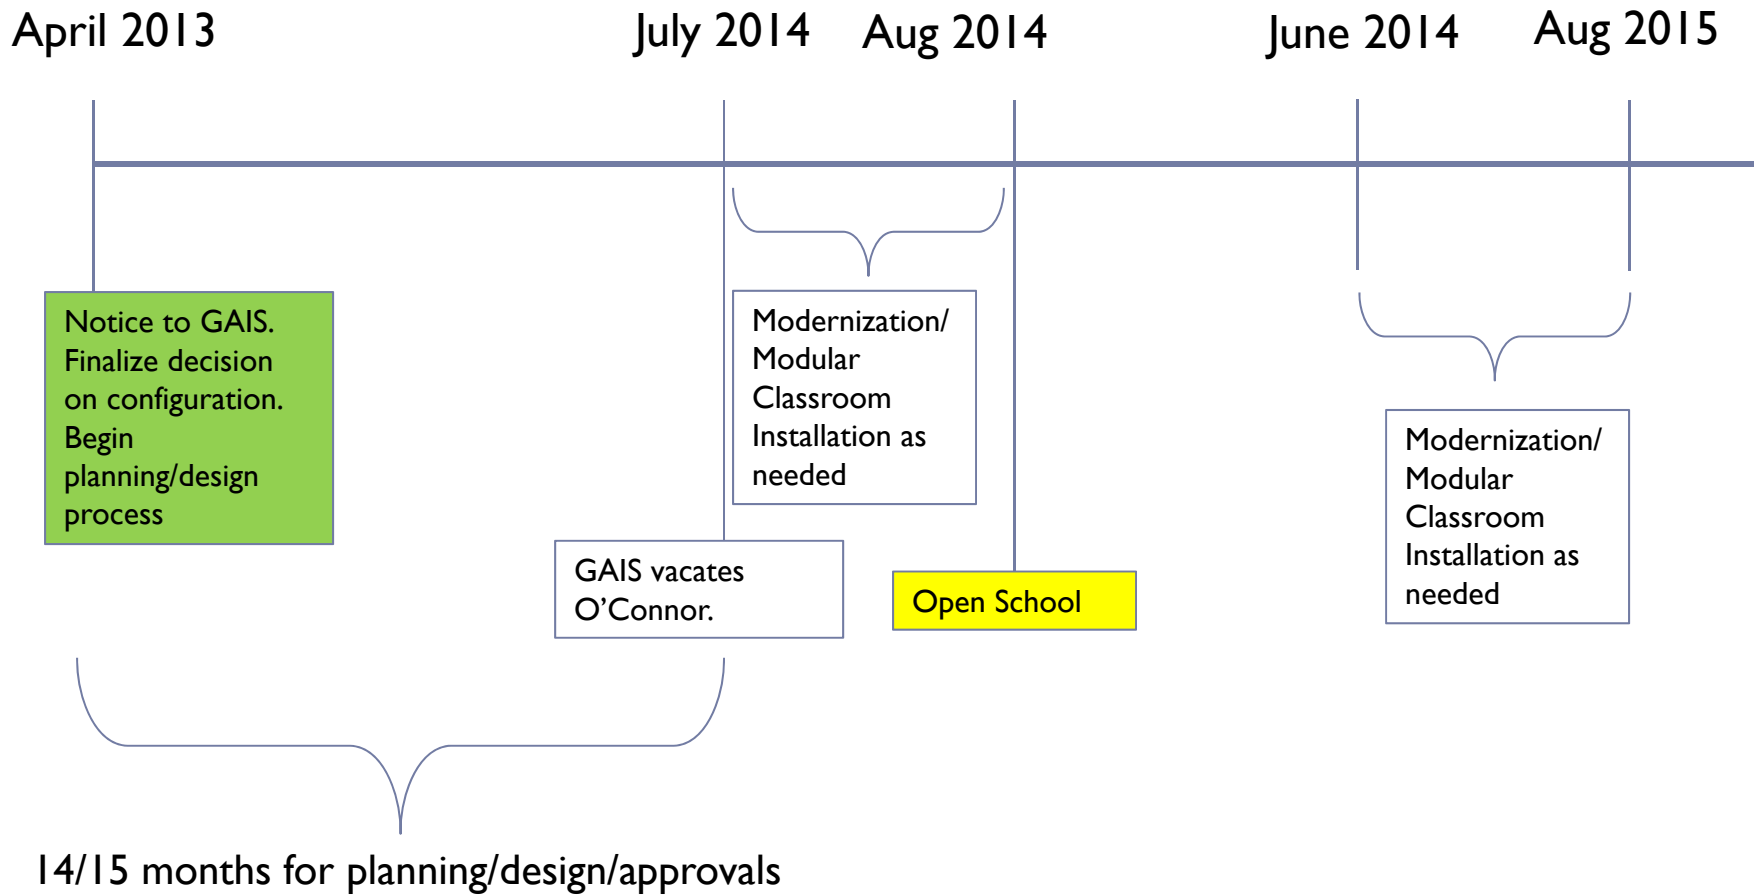 April 2013
July 2014
Aug 2014
June 2014
Aug 2015
Notice to GAIS.
Finalize decision
on configuration.
Begin
planning/design
process
Modernization/
Modular
Classroom
Installation as
needed
GAIS vacates
O’Connor.
Open School
Modernization/
Modular
Classroom
Installation as
needed
14/15 months for planning/design/approvals